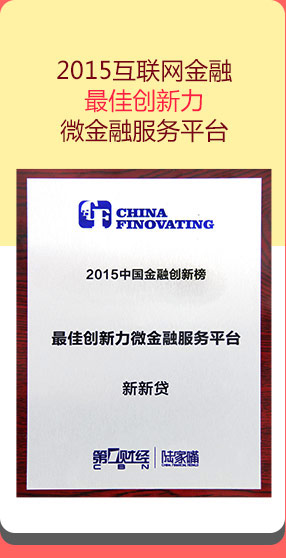 2015互联网金融
最佳创新力
微金融服务平台
CHINA
FINOVATING
2015中国金融创新榜
最佳创新力微金融服务平台
新新贷
第一财经 陆家嘴
CBN